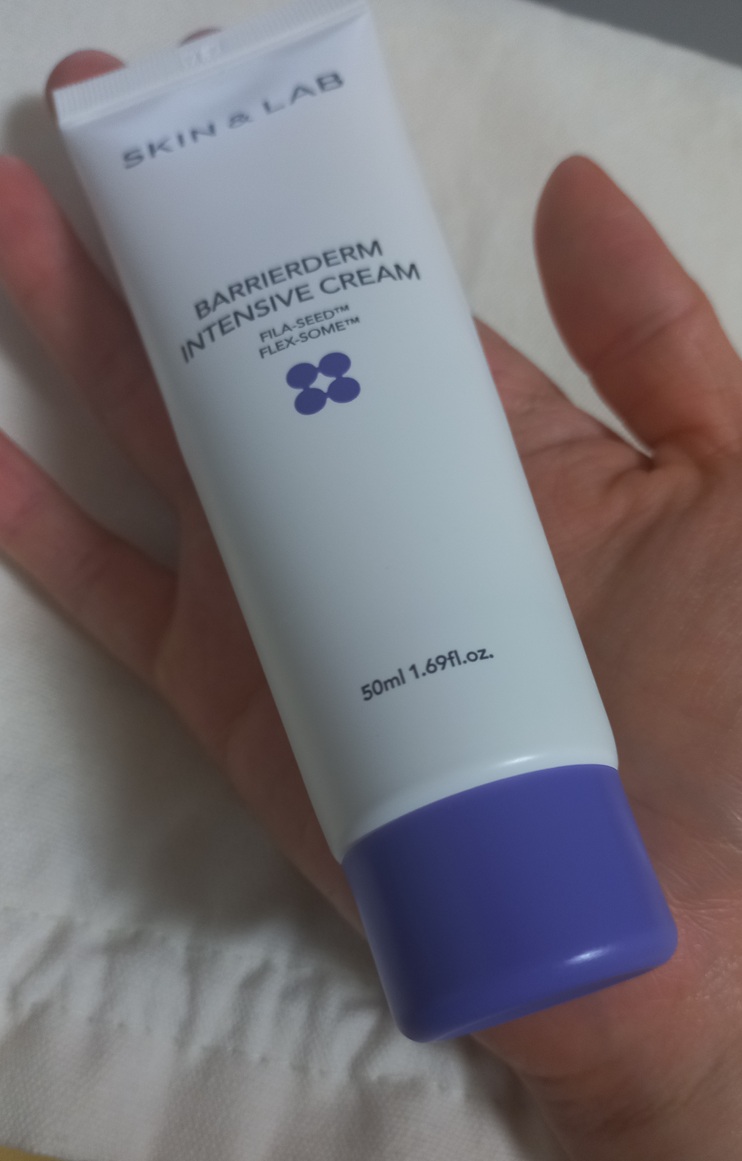 SKIN & LAB
BARRIERDERM
INTENSIVE CREAM
FILA-SEED™
FLEX-SOME™
50ml 1.69fl.oz.